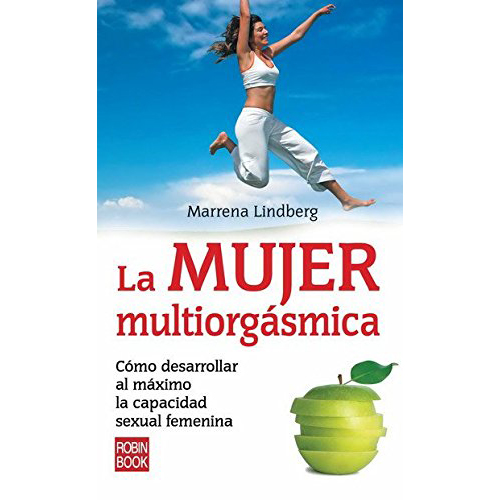 Marrena Lindberg
La MUJER
multiorgásmica
Cómo desarrollar
al máximo
la capacidad
sexual femenina
ROBIN
BOOK